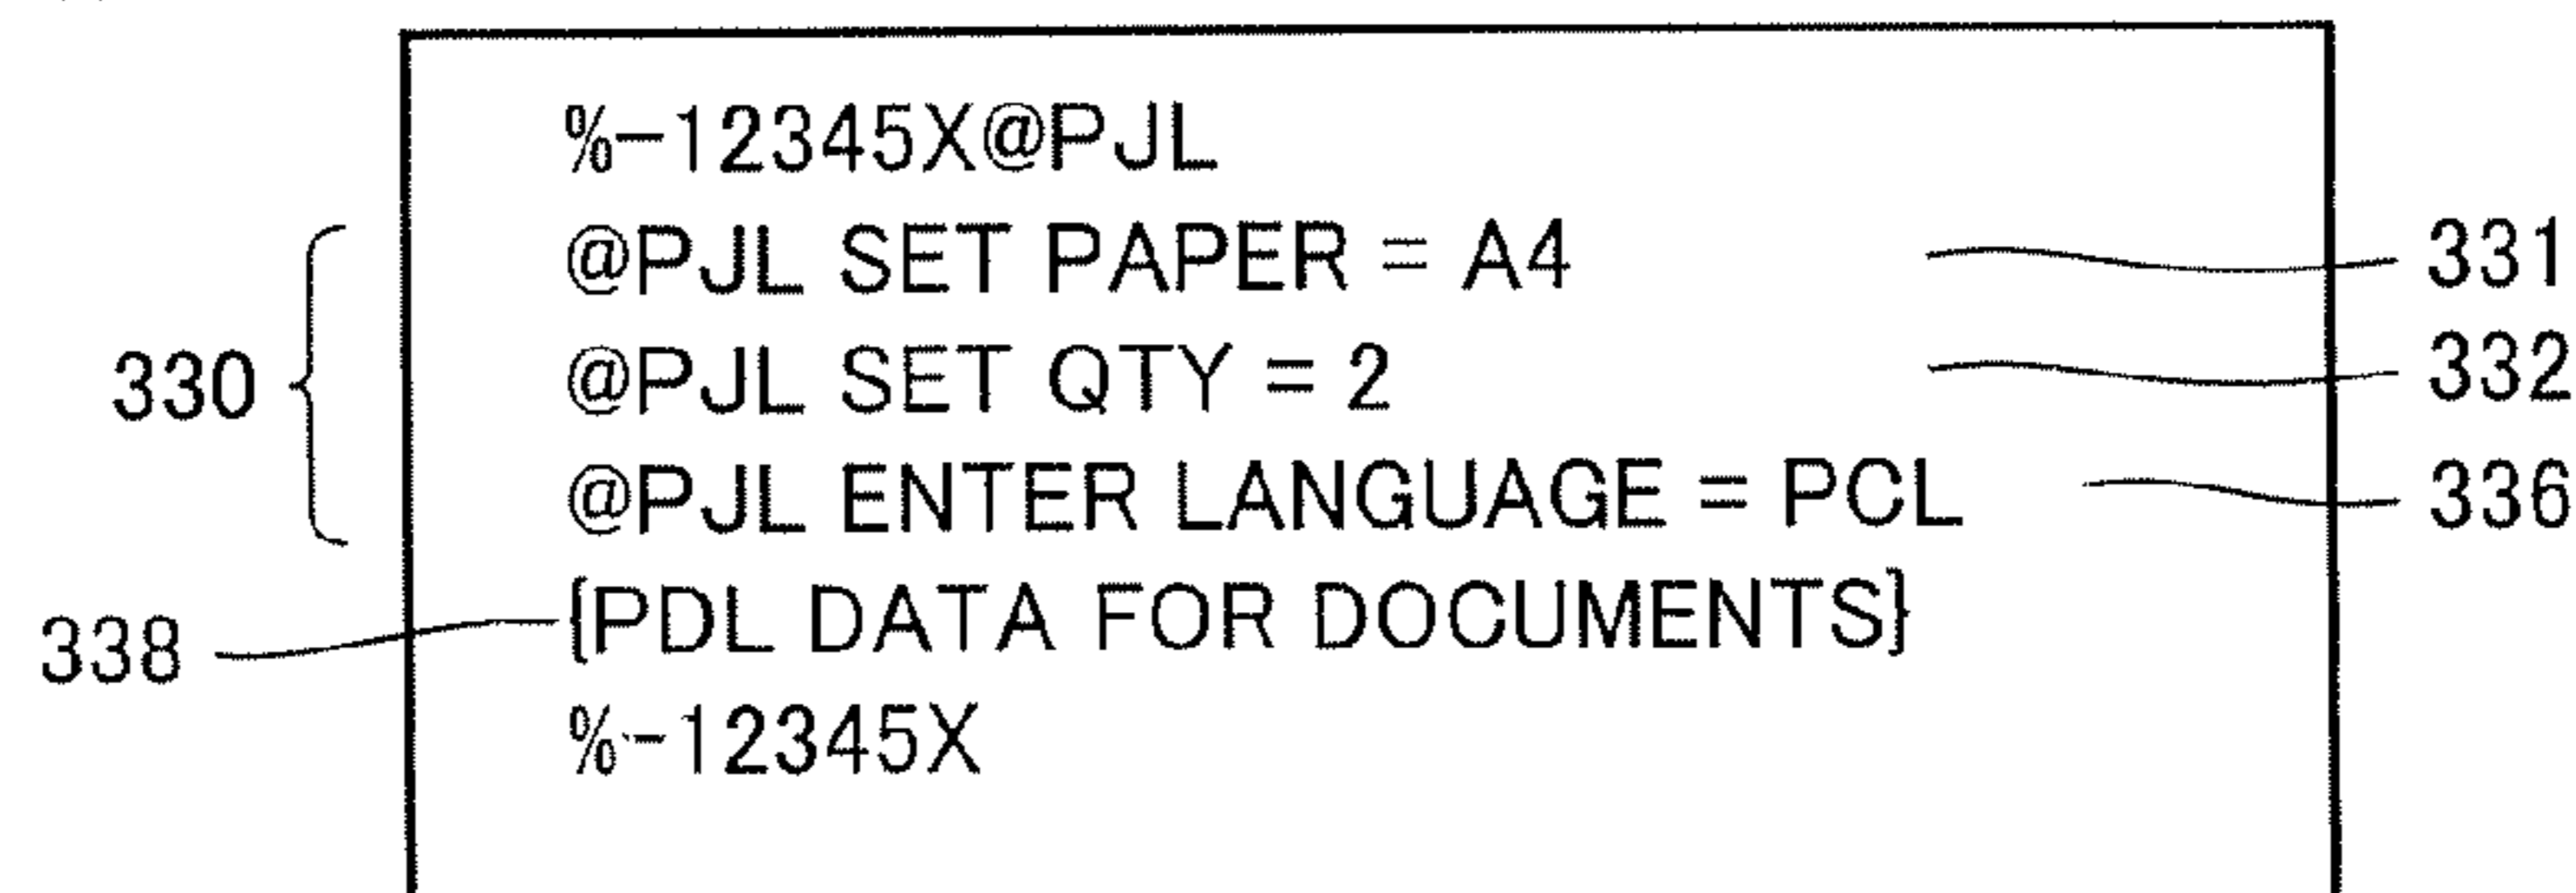 %-12345X@PJL
@PJL SET PAPER = A4 331
330 @PJL SET QTY = 2 332
@PJL ENTER LANGUAGE = PCL 336
338 {PDL DATA FOR DOCUMENTS}
%-12345X